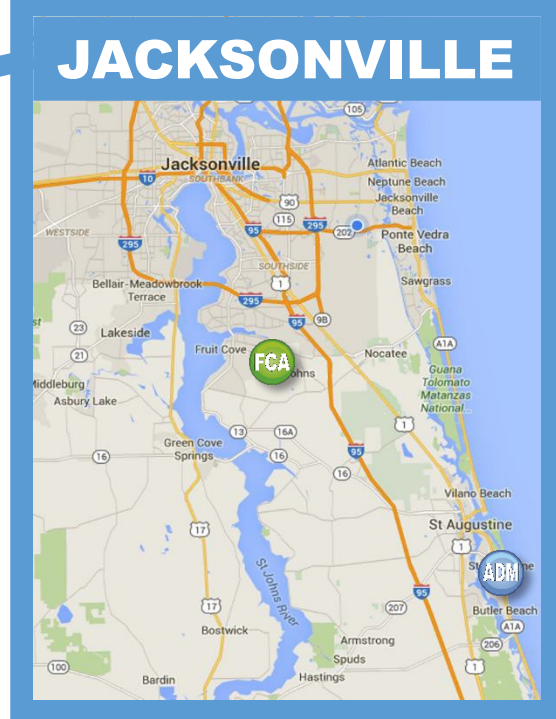 JACKSONVILLE
105
Jacksonville
Atlantic Beach
SOUTHBANK
10
Neptune Beach
90
Jacksonville
Beach
115
WESTSIDE
95
295
202
Ponte Vedra
Beach
295
SOUTHSIDE
1
Sawgrass
Bellair-Meadowbrook
Terrace
295
95
9B
23
Lakeside
A1A
Fruit Cove
FCA
ohns
Nocatee
21
Guana
Tolomato
Matanzas
National...
iddleburg
Asbury Lake
1
13
16A
Green Cove
Springs
16
16
95
16
Vilano Beach
17
St Augustine
1
St Johns River
ADM
95
17
207
Butler Beach
A1A
Bostwick
Armstrong
206
100
Spuds
1
Bardin
Hastings